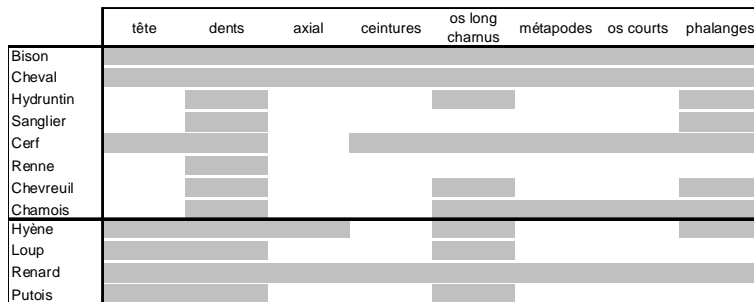 tête dents axial ceintures os long charnus métapodes os courts phalanges
Bison
Cheval
Hydruntin
Sanglier
Cerf
Renne
Chevreuil
Chamois
Hyène
Loup
Renard
Putois